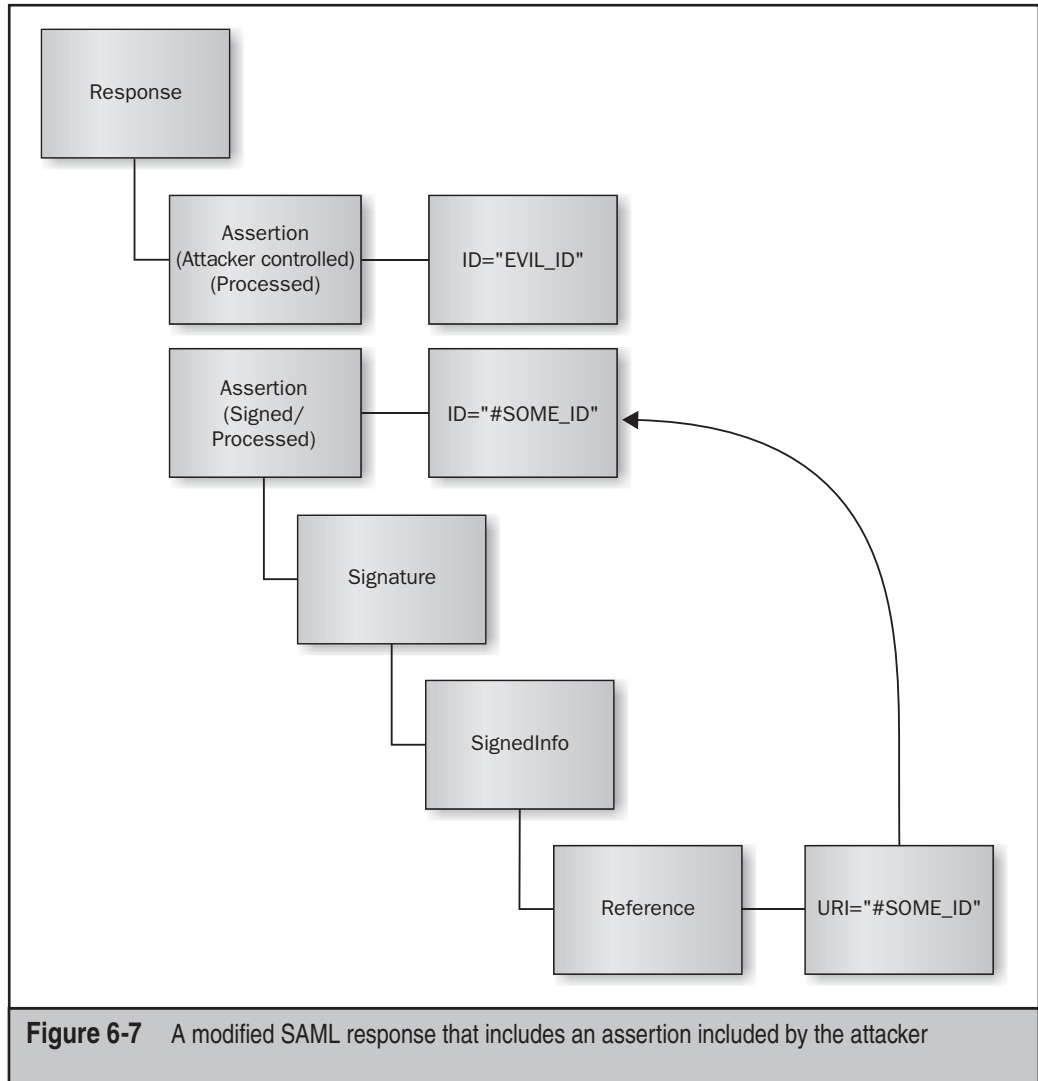 Response
Assertion
(Attacker controlled)
(Processed)
ID="EVIL_ID"
Assertion
(Signed/
Processed)
ID="#SOME_ID"
Signature
SignedInfo
Reference
URI="#SOME_ID"
Figure 6-7 A modified SAML response that includes an assertion included by the attacker